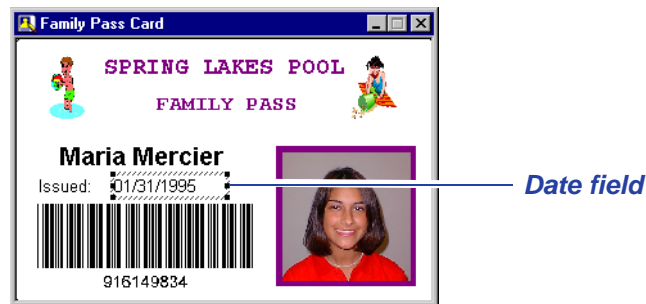 Family Pass Card
SPRING LAKES POOL
FAMILY PASS
Maria Mercier
Issued: 01/31/1995
Date field
916149834